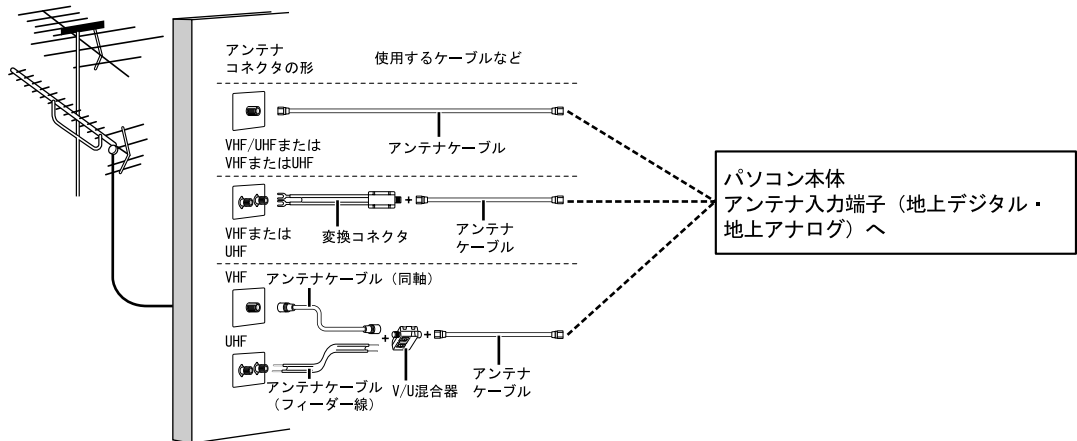 アンテナ
コネクタの形
使用するケーブルなど
VHF/UHFまたは
VHFまたはUHF
アンテナケーブル
VHFまたは
UHF
変換コネクタ
+
アンテナ
ケーブル
VHF
アンテナケーブル（同軸）
UHF
アンテナケーブル
（フィーダー線）
+
V/U混合器
+
アンテナ
ケーブル
パソコン本体
アンテナ入力端子（地上デジタル・
地上アナログ）へ